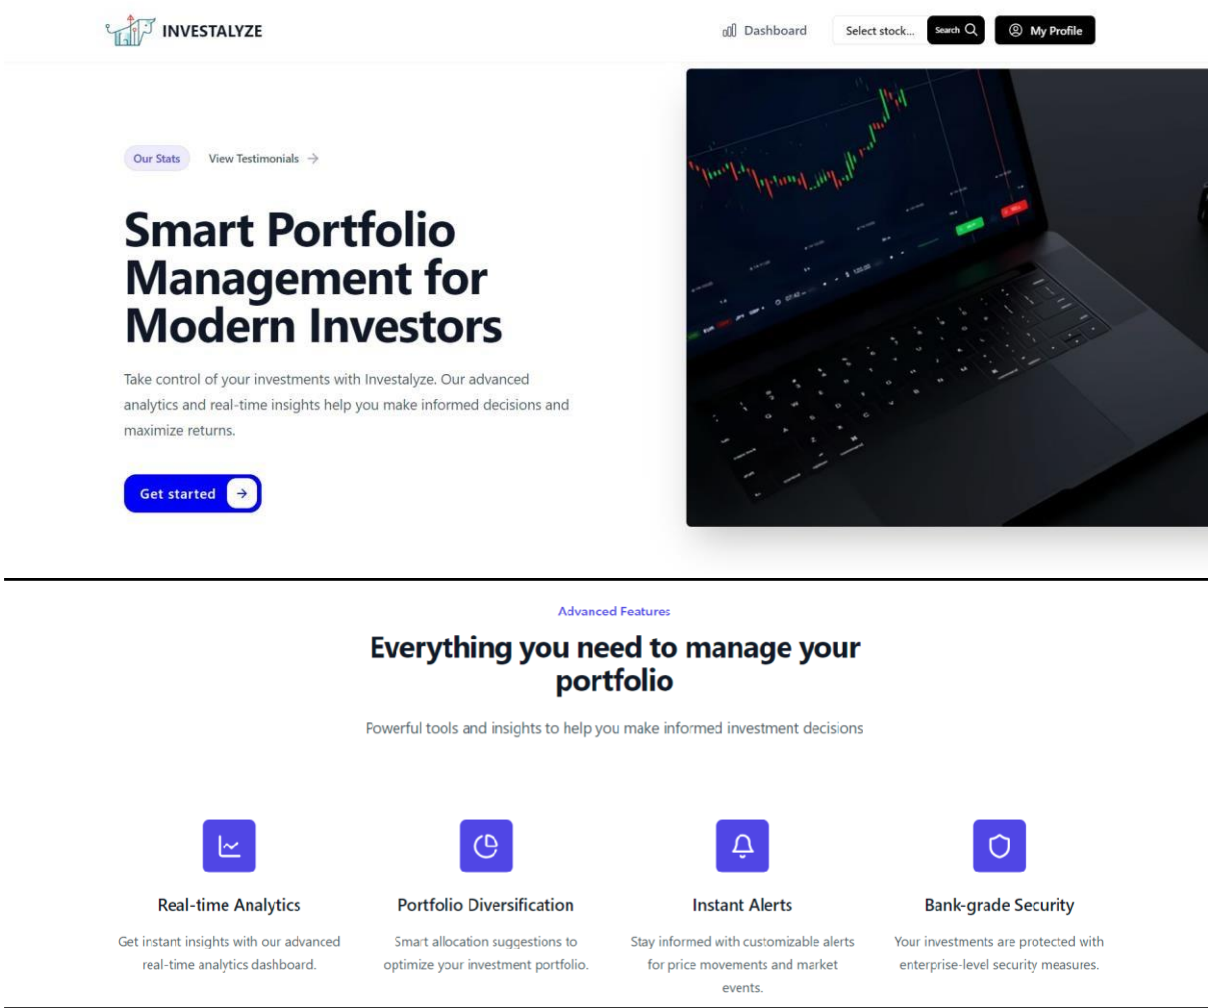 INVESTALYZE
Dashboard
Select stock...
Search
My Profile
Our Stats
View Testimonials
Smart Portfolio
Management for
Modern Investors
Take control of your investments with Investalyze. Our advanced
analytics and real-time insights help you make informed decisions and
maximize returns.
Get started
Advanced Features
Everything you need to manage your
portfolio
Powerful tools and insights to help you make informed investment decisions
Real-time Analytics
Get instant insights with our advanced
real-time analytics dashboard.
Portfolio Diversification
Smart allocation suggestions to
optimize your investment portfolio.
Instant Alerts
Stay informed with customizable alerts
for price movements and market
events.
Bank-grade Security
Your investments are protected with
enterprise-level security measures.